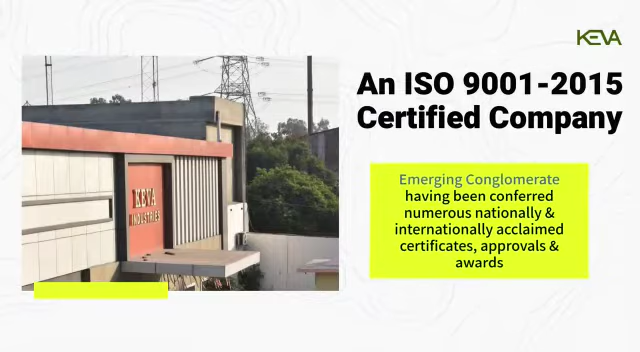 KEVA
An ISO 9001-2015
Certified Company
KEVA
INDUSTRIES
Emerging Conglomerate
having been conferred
numerous nationally &
internationally acclaimed
certificates, approvals &
awards